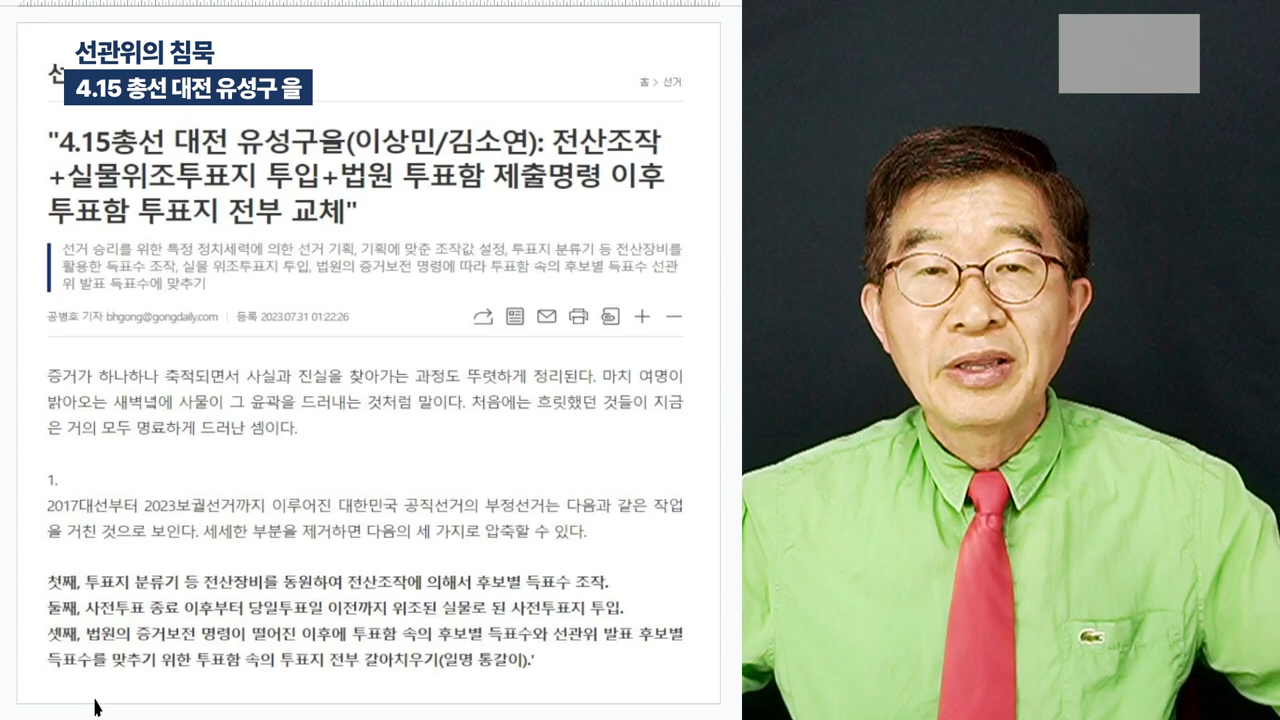 선관위의 침묵
4.15 총선 대전 유성구 을
홈 > 선거
"4.15총선 대전 유성구을(이상민/김소연): 전산조작
+실물위조투표지 투입+법원 투표함 제출명령 이후
투표함 투표지 전부 교체"
선거 승리를 위한 특정 정치세력에 의한 선거 기획, 기획에 맞춘 조작값 설정, 투표지 분류기 등 전산장비를
활용한 득표수 조작, 실물 위조투표지 투입, 법원의 증거보전 명령에 따라 투표함 속의 후보별 득표수 선관
위 발표 득표수에 맞추기
공병호 기자 bhgong@gongdaily.com | 등록 2023.07.31 01:22:26
증거가 하나하나 축적되면서 사실과 진실을 찾아가는 과정도 뚜렷하게 정리된다. 마치 여명이
밝아오는 새벽녘에 사물이 그 윤곽을 드러내는 것처럼 말이다. 처음에는 흐릿했던 것들이 지금
은 거의 모두 명료하게 드러난 셈이다.
1.
2017대선부터 2023보궐선거까지 이루어진 대한민국 공직선거의 부정선거는 다음과 같은 작업
을 거친 것으로 보인다. 세세한 부분을 제거하면 다음의 세 가지로 압축할 수 있다.
첫째, 투표지 분류기 등 전산장비를 동원하여 전산조작에 의해서 후보별 득표수 조작.
둘째, 사전투표 종료 이후부터 당일투표일 이전까지 위조된 실물로 된 사전투표지 투입.
셋째, 법원의 증거보전 명령이 떨어진 이후에 투표함 속의 후보별 득표수와 선관위 발표 후보별
득표수를 맞추기 위한 투표함 속의 투표지 전부 갈아치우기(일명 통갈이).'